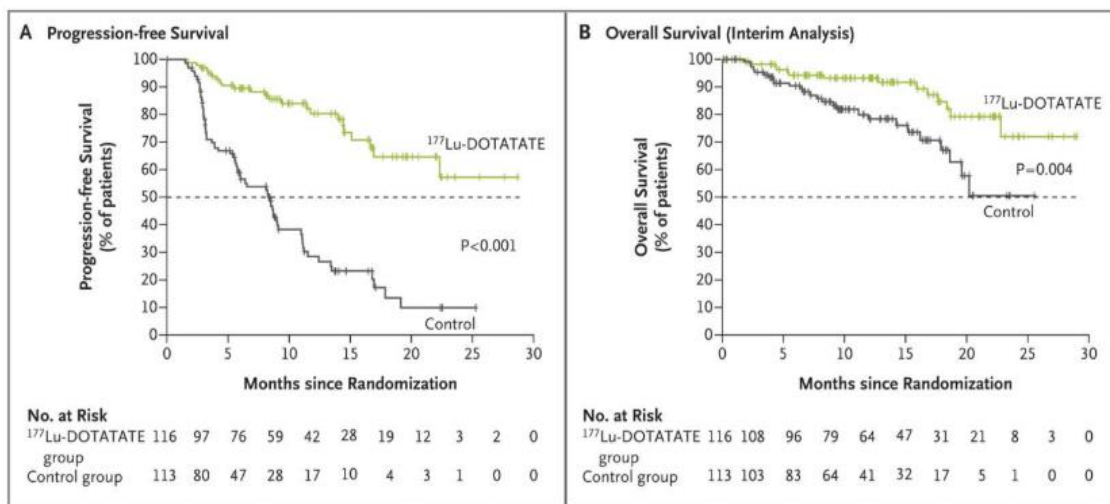 A Progression-free Survival
100
90
80
70
60
50
40
30
20
10
0
Progression-free Survival
(% of patients)
177Lu-DOTATATE
P<0.001
Control
0 5 10 15 20 25 30
Months since Randomization
No. at Risk
177Lu-DOTATATE 116 97 76 59 42 28 19 12 3 2 0
group
Control group 113 80 47 28 17 10 4 3 1 0 0
B Overall Survival (Interim Analysis)
100
90
80
70
60
50
40
30
20
10
0
Overall Survival
(% of patients)
177Lu-DOTATATE
P=0.004
Control
0 5 10 15 20 25 30
Months since Randomization
No. at Risk
177Lu-DOTATATE 116 108 96 79 64 47 31 21 8 3 0
group
Control group 113 103 83 64 41 32 17 5 1 0 0